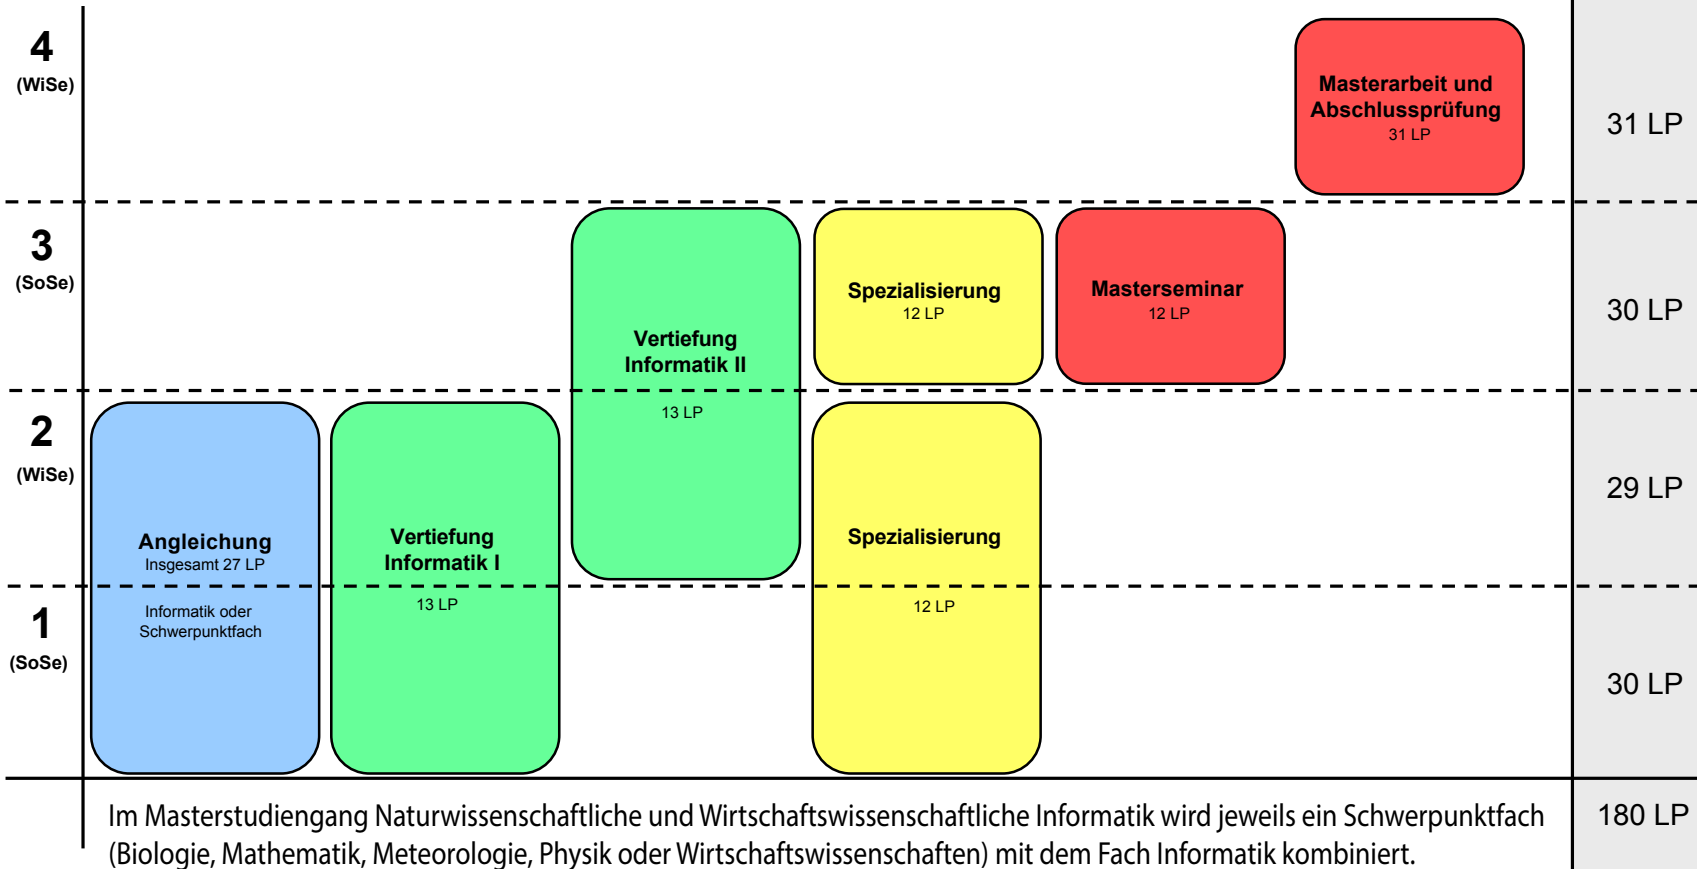 4
(WiSe)
Masterarbeit und
Abschlussprüfung
31 LP
31 LP
3
(SoSe)
Vertiefung
Informatik II
13 LP
Spezialisierung
12 LP
Masterseminar
12 LP
30 LP
2
(WiSe)
Angleichung
Insgesamt 27 LP
Informatik oder
Schwerpunktfach
Vertiefung
Informatik I
13 LP
Spezialisierung
12 LP
29 LP
1
(SoSe)
30 LP
Im Masterstudiengang Naturwissenschaftliche und Wirtschaftswissenschaftliche Informatik wird jeweils ein Schwerpunktfach
(Biologie, Mathematik, Meteorologie, Physik oder Wirtschaftswissenschaften) mit dem Fach Informatik kombiniert.
180 LP